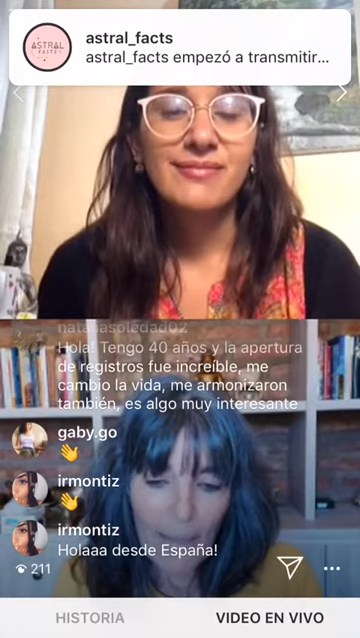 ASTRAL
FACTS
astral_facts
astral_facts empezó a transmitir...
nataliasoledad02
Hola! Tengo 40 años y la apertura
de registros fue increíble, me
cambio la vida, me armonizaron
también, es algo muy interesante
gaby.go
👋
irmontiz
👋
irmontiz
Holaaa desde España!
211
HISTORIA
VIDEO EN VIVO